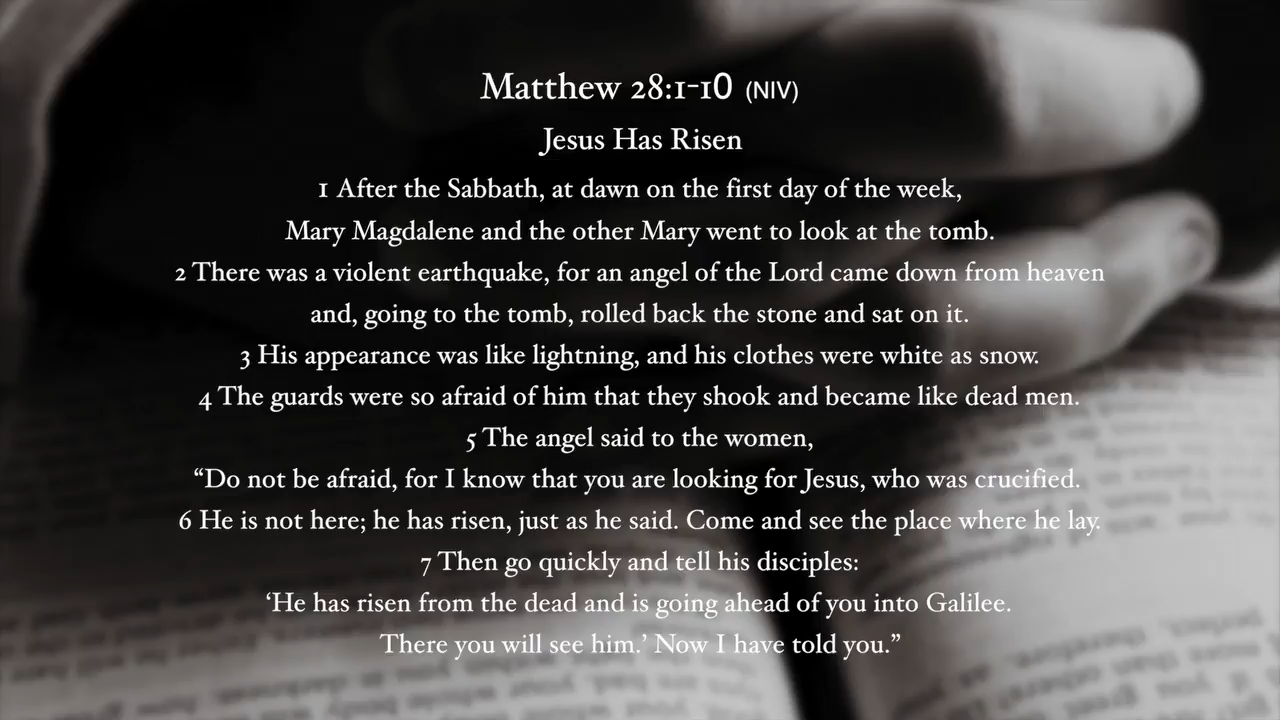 Matthew 28:1-10 (NIV)
Jesus Has Risen
1 After the Sabbath, at dawn on the first day of the week,
Mary Magdalene and the other Mary went to look at the tomb.
2 There was a violent earthquake, for an angel of the Lord came down from heaven
and, going to the tomb, rolled back the stone and sat on it.
3 His appearance was like lightning, and his clothes were white as snow.
4 The guards were so afraid of him that they shook and became like dead men.
5 The angel said to the women,
“Do not be afraid, for I know that you are looking for Jesus, who was crucified.
6 He is not here; he has risen, just as he said. Come and see the place where he lay.
7 Then go quickly and tell his disciples:
‘He has risen from the dead and is going ahead of you into Galilee.
There you will see him.’ Now I have told you.”